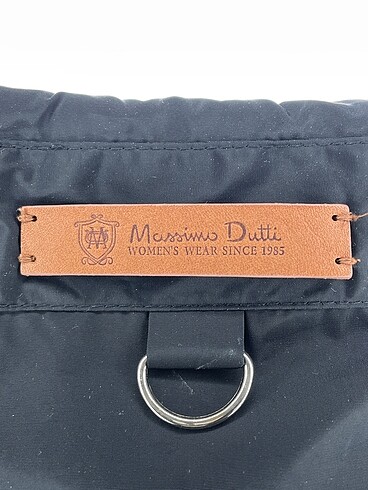 Massimo Dutti
WOMEN'S WEAR SINCE 1985